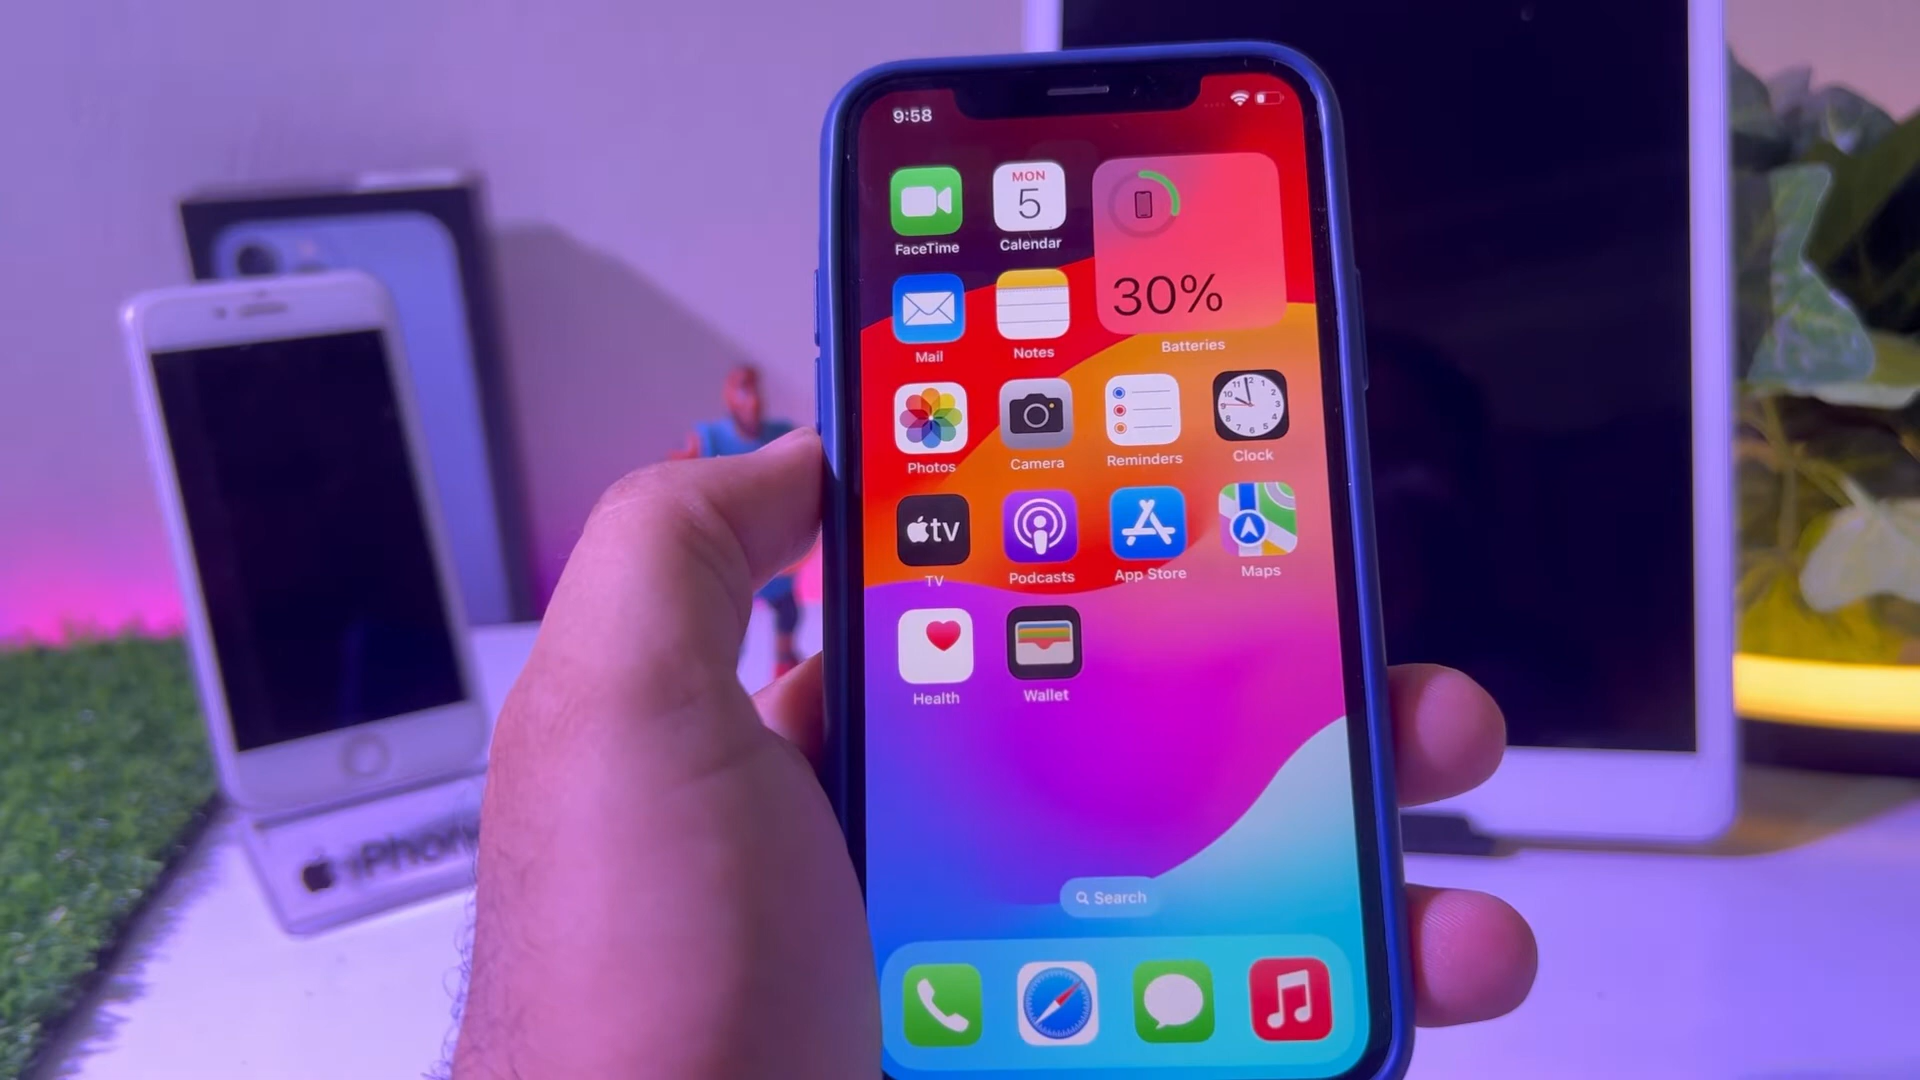 9:58
MON
5
FaceTime
Calendar
30%
Mail
Notes
Batteries
Photos
Camera
Reminders
Clock
tv
TV
Podcasts
App Store
Maps
Health
Wallet
Search
iPhone